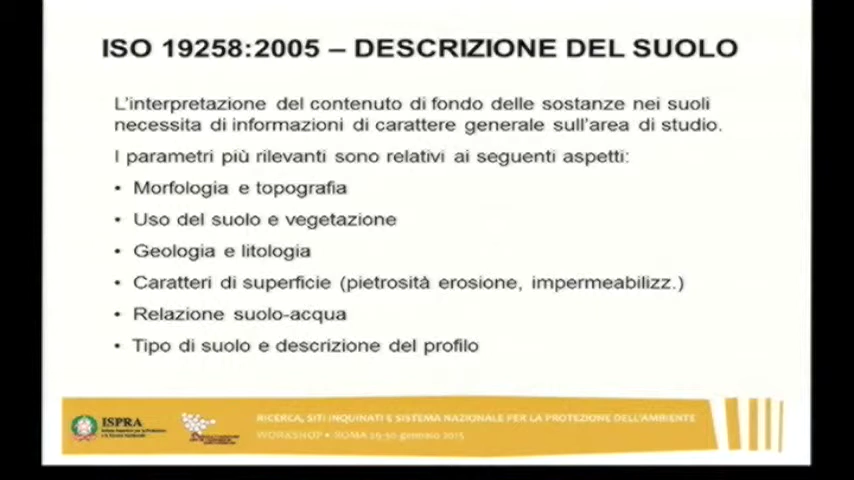 ISO 19258:2005 – DESCRIZIONE DEL SUOLO
L'interpretazione del contenuto di fondo delle sostanze nei suoli
necessita di informazioni di carattere generale sull'area di studio.
I parametri più rilevanti sono relativi ai seguenti aspetti:
• Morfologia e topografia
• Uso del suolo e vegetazione
• Geologia e litologia
• Caratteri di superficie (pietrosità erosione, impermeabilizz.)
• Relazione suolo-acqua
• Tipo di suolo e descrizione del profilo
ISPRA
RICERCA, SITI INQUINATI E SISTEMA NAZIONALE PER LA PROTEZIONE DELL'AMBIENTE
WORKSHOP • ROMA 29-30 gennaio 2015